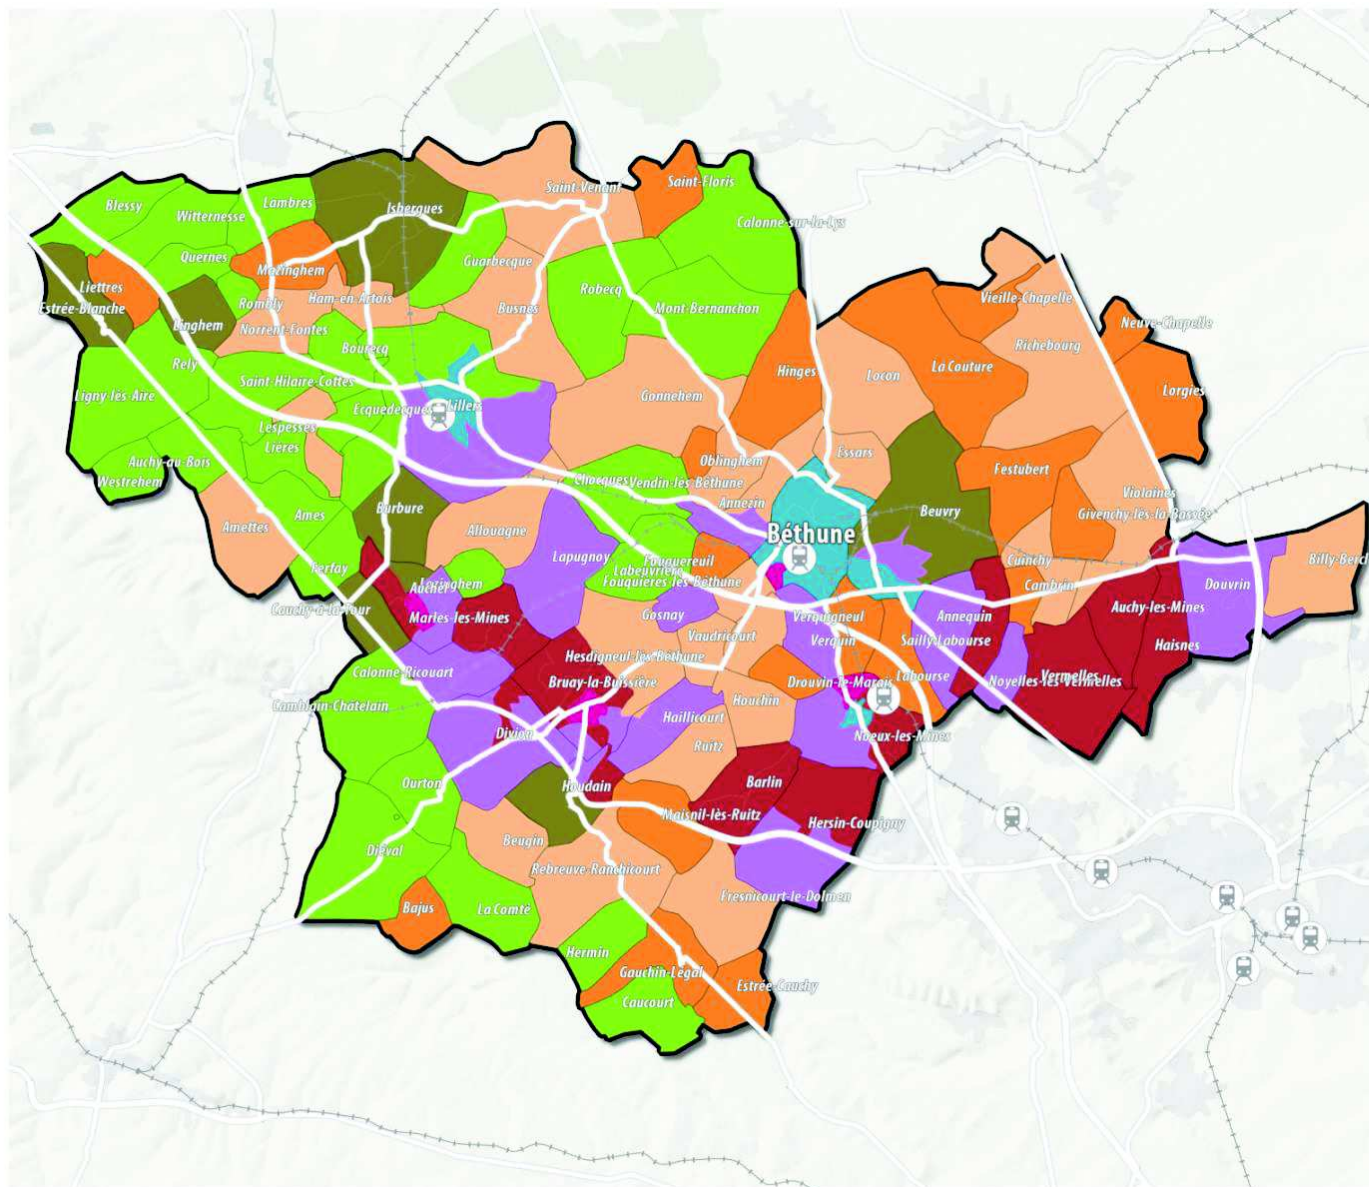 Saint-Venant
Saint-Floris
Blessy
Lambres
Isbergues
Witternesse
Calonne-sur-la-Lys
Quernes
Guarbecque
Mazinghem
Liettres
Robecq
Vieille-Chapelle
Estrée-Blanche
Rombly
Ham-en-Artois
Busnes
Mont-Bernanchon
Linghem
Norrent-Fontes
Neuve-Chapelle
Richebourg
Bourecq
Rely
La Couture
Hinges
Locon
Saint-Hilaire-Cottes
Lorgies
Ligny-lès-Aire
Gonnehem
Ecquedecques
Lillers
Lespesses
Lières
Essars
Auchy-au-Bois
Oblinghem
Festubert
Westrehem
Chocques
Vendin-lès-Béthune
Violaines
Annezin
Burbure
Beuvry
Givenchy-lès-la-Bassée
Ames
Amettes
Allouagne
Béthune
Lapugnoy
Fouquereuil
Cuinchy
Billy-Bercl
Ferfay
Labeuvrière
Lozinghem
Fouquières-lès-Béthune
Cambrin
Douvrin
Auchel
Cauchy-à-la-Tour
Auchy-les-Mines
Marles-les-Mines
Gosnay
Verquigneul
Annequin
Vaudricourt
Verquin
Sailly-Labourse
Haisnes
Hesdigneul-lès-Béthune
Calonne-Ricouart
Bruay-la-Buissière
Drouvin-le-Marais
Labourse
Vermelles
Noyelles-lès-Vermelles
Camblain-Châtelain
Houchin
Haillicourt
Divion
Ruitz
Nœux-les-Mines
Ourton
Houdain
Barlin
Maisnil-lès-Ruitz
Hersin-Coupigny
Beugin
Diéval
Rebreuve-Ranchicourt
Fresnicourt-le-Dolmen
Bajus
La Comté
Hermin
Gauchin-Légal
Estrée-Cauchy
Caucourt